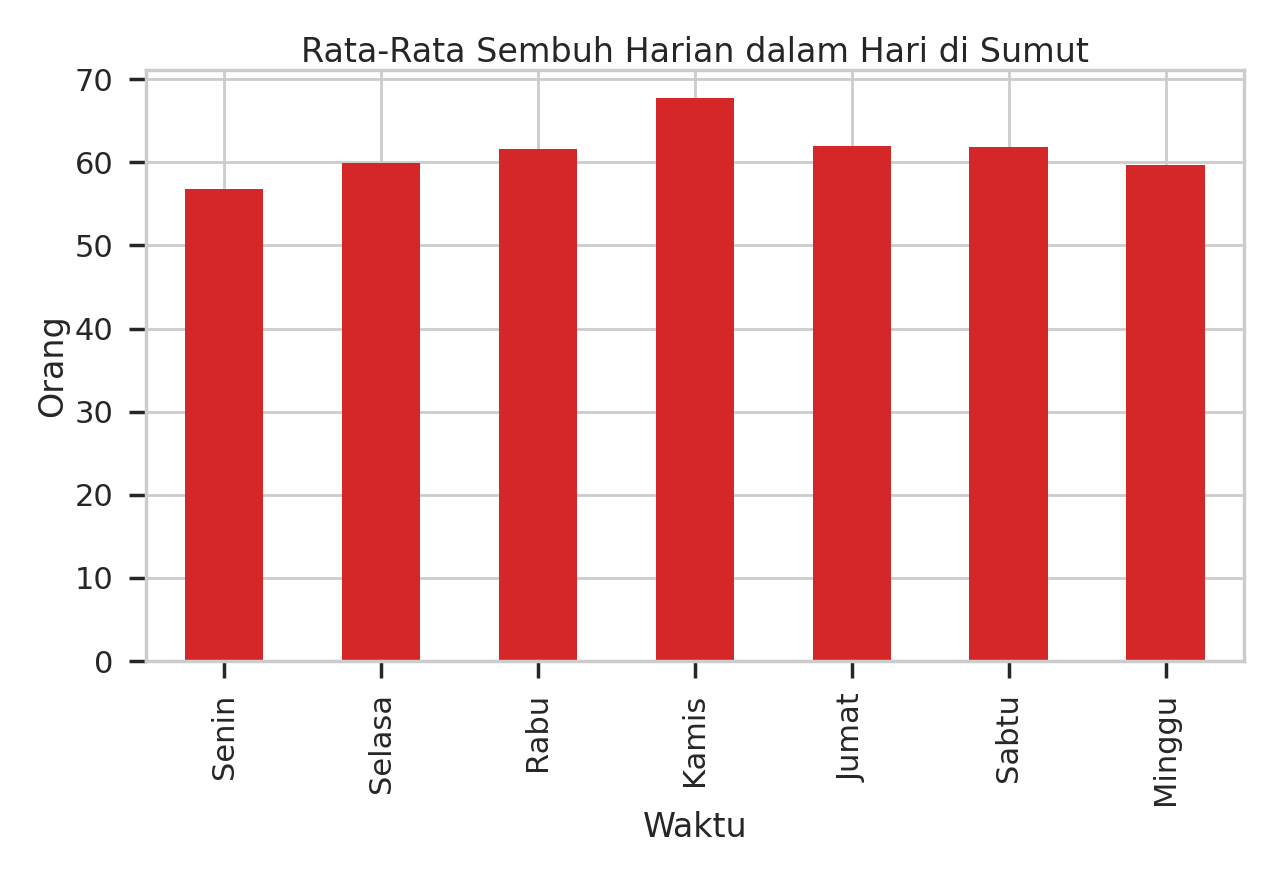 Rata-Rata Sembuh Harian dalam Hari di Sumut
70
60
50
40
30
20
10
0
Orang
Senin
Selasa
Rabu
Kamis
Jumat
Sabtu
Minggu
Waktu